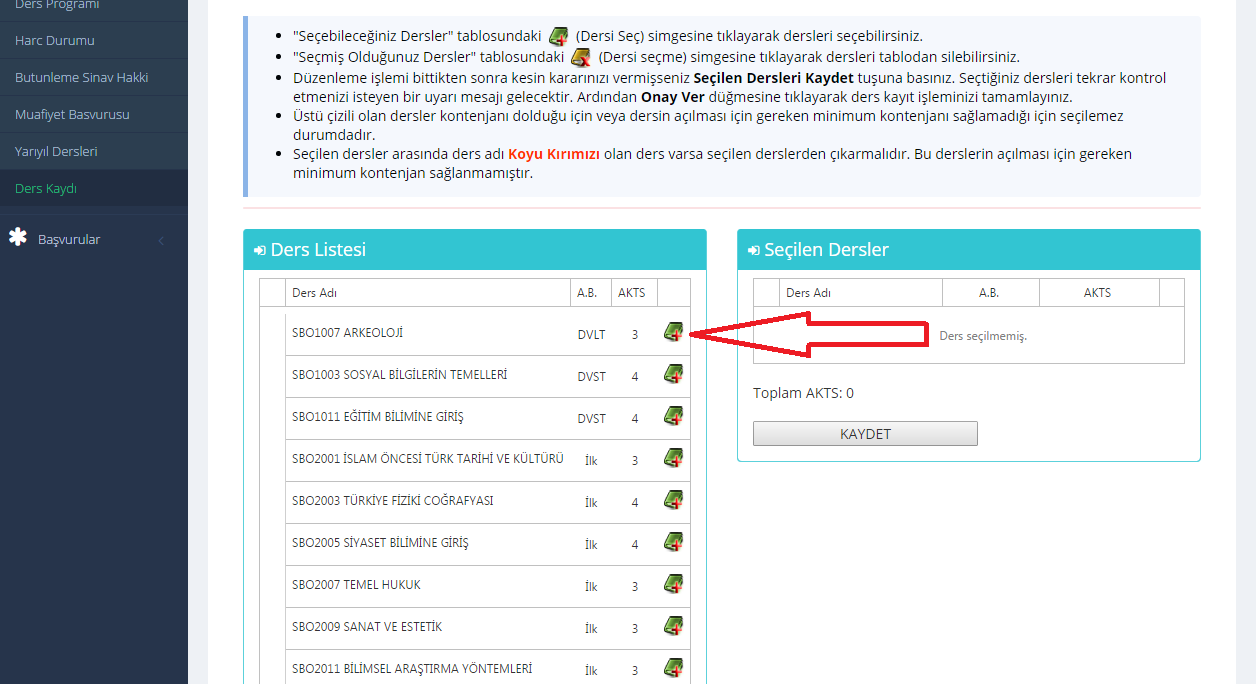 Ders Programı
Harc Durumu
Butunleme Sinav Hakki
Muafiyet Basvurusu
Yarıyıl Dersleri
Ders Kaydı
Başvurular
"Seçebileceğiniz Dersler" tablosundaki (Dersi Seç) simgesine tıklayarak dersleri seçebilirsiniz.
"Seçmiş Olduğunuz Dersler" tablosundaki (Dersi seçme) simgesine tıklayarak dersleri tablodan silebilirsiniz.
Düzenleme işlemi bittikten sonra kesin kararınızı vermişseniz Seçilen Dersleri Kaydet tuşuna basınız. Seçtiğiniz dersleri tekrar kontrol
etmenizi isteyen bir uyarı mesajı gelecektir. Ardından Onay Ver düğmesine tıklayarak ders kayıt işleminizi tamamlayınız.
Üstü çizili olan dersler kontenjanı dolduğu için veya dersin açılması için gereken minimum kontenjanı sağlamadığı için seçilemez
durumdadır.
Seçilen dersler arasında ders adı Koyu Kırımızı olan ders varsa seçilen derslerden çıkarmalıdır. Bu derslerin açılması için gereken
minimum kontenjan sağlanmamıştır.
Ders Listesi
Ders Adı A.B. AKTS
SBO1007 ARKEOLOJİ DVLT 3
SBO1003 SOSYAL BİLGİLERİN TEMELLERİ DVST 4
SBO1011 EĞİTİM BİLİMİNE GİRİŞ DVST 4
SBO2001 İSLAM ÖNCESİ TÜRK TARİHİ VE KÜLTÜRÜ İlk 3
SBO2003 TÜRKİYE FİZİKİ COĞRAFYASI İlk 4
SBO2005 SİYASET BİLİMİNE GİRİŞ İlk 4
SBO2007 TEMEL HUKUK İlk 3
SBO2009 SANAT VE ESTETİK İlk 3
SBO2011 BİLİMSEL ARAŞTIRMA YÖNTEMLERİ İlk 3
Seçilen Dersler
Ders Adı A.B. AKTS
Ders seçilmemiş.
Toplam AKTS: 0
KAYDET